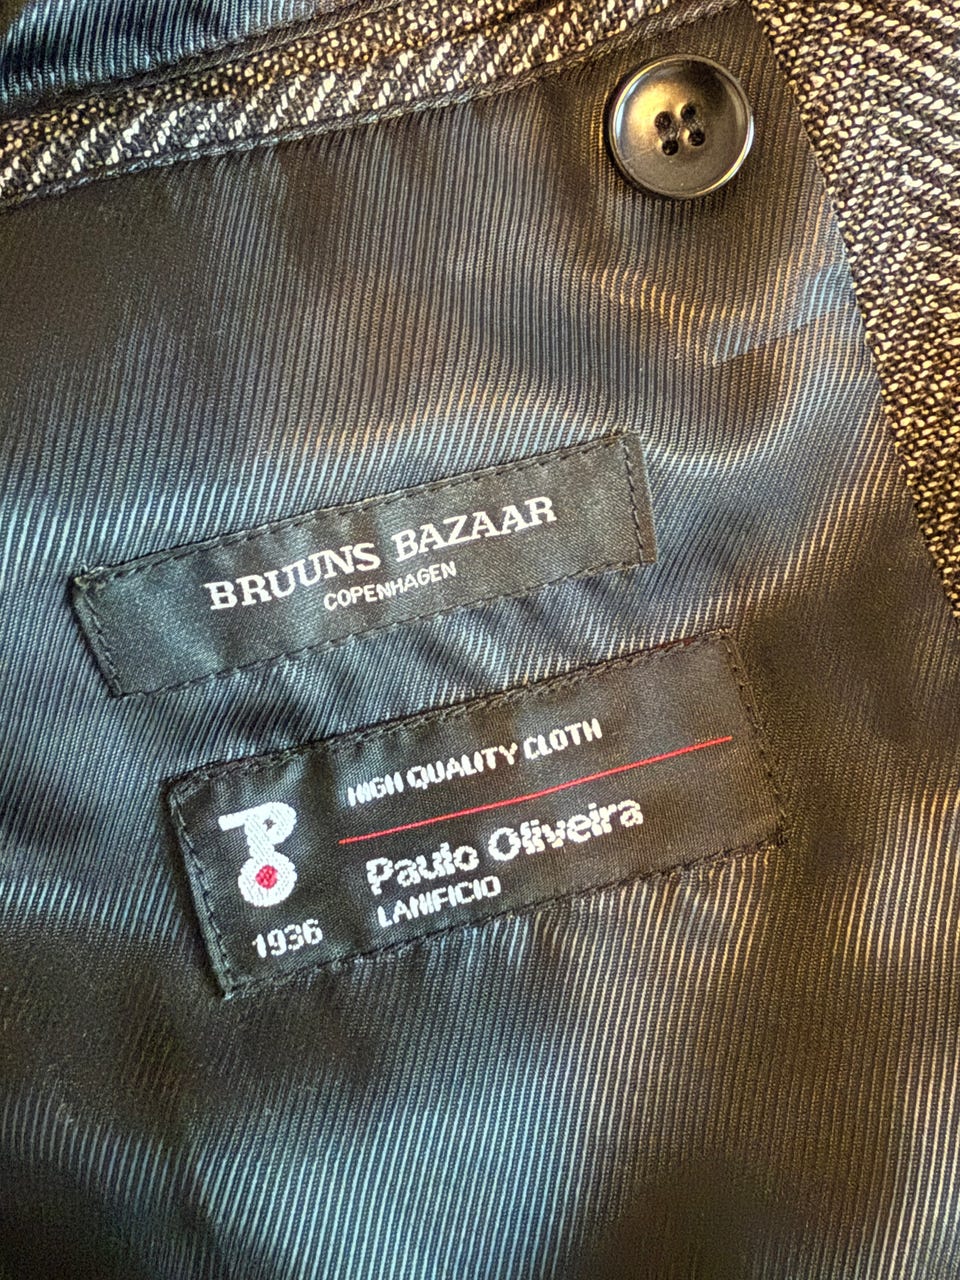 BRUUNS BAZAAR
COPENHAGEN
HIGH QUALITY CLOTH
Paulo Oliveira
LANIFICIO
1936